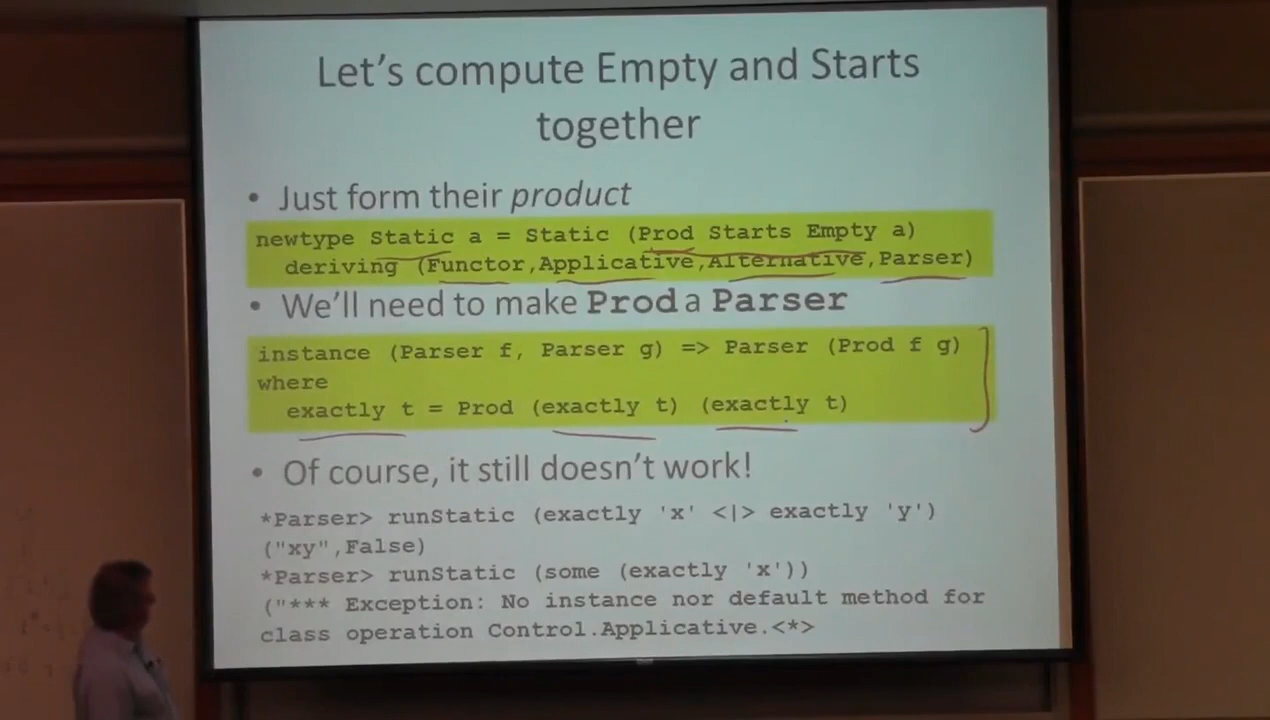 Let's compute Empty and Starts
together
• Just form their product
newtype Static a = Static (Prod Starts Empty a)
deriving (Functor,Applicative,Alternative,Parser)
• We'll need to make Prod a Parser
instance (Parser f, Parser g) => Parser (Prod f g)
where
exactly t = Prod (exactly t) (exactly t)
• Of course, it still doesn't work!
*Parser> runStatic (exactly 'x' <|> exactly 'y')
("xy",False)
*Parser> runStatic (some (exactly 'x'))
("*** Exception: No instance nor default method for
class operation Control.Applicative.<*>